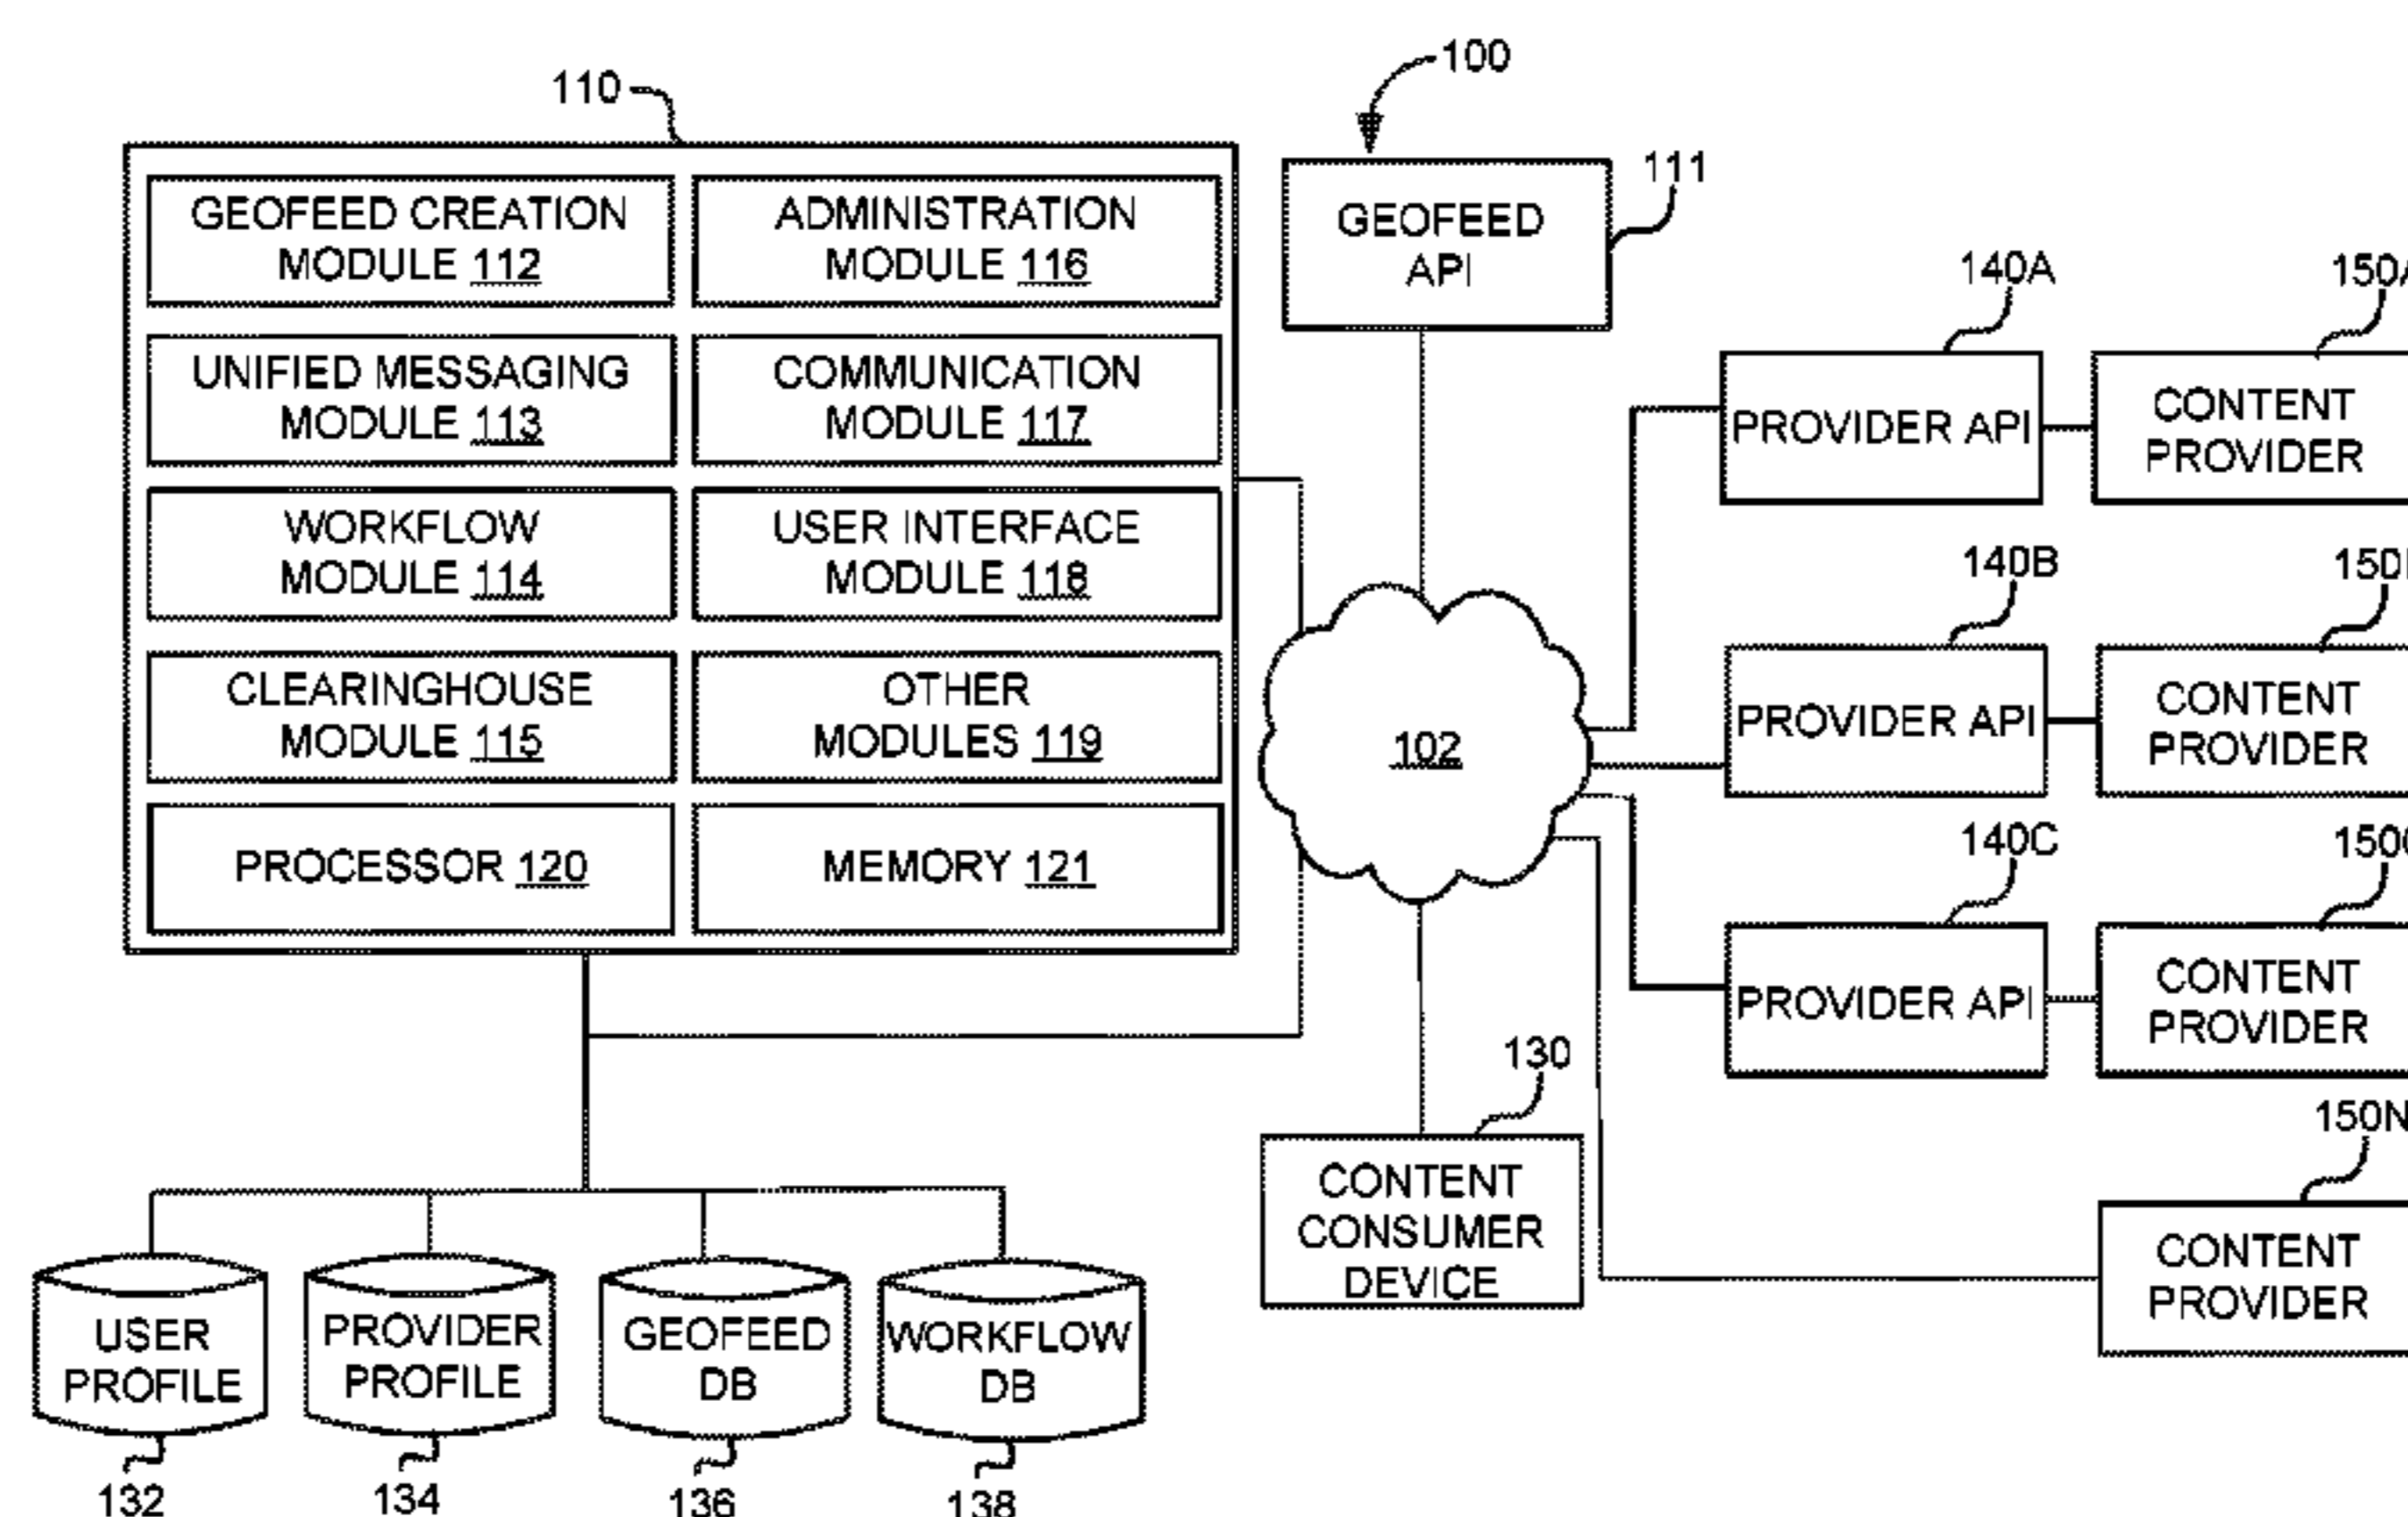 100
110
111
GEOFEED CREATION
MODULE 112
ADMINISTRATION
MODULE 116
GEOFEED
API
UNIFIED MESSAGING
MODULE 113
COMMUNICATION
MODULE 117
WORKFLOW
MODULE 114
USER INTERFACE
MODULE 118
CLEARINGHOUSE
MODULE 115
OTHER
MODULES 119
PROCESSOR 120
MEMORY 121
102
140A
150A
PROVIDER API
CONTENT
PROVIDER
140B
PROVIDER API
CONTENT
PROVIDER
140C
PROVIDER API
CONTENT
PROVIDER
150N
CONTENT
PROVIDER
130
CONTENT
CONSUMER
DEVICE
USER
PROFILE
PROVIDER
PROFILE
GEOFEED
DB
WORKFLOW
DB
132
134
136
138